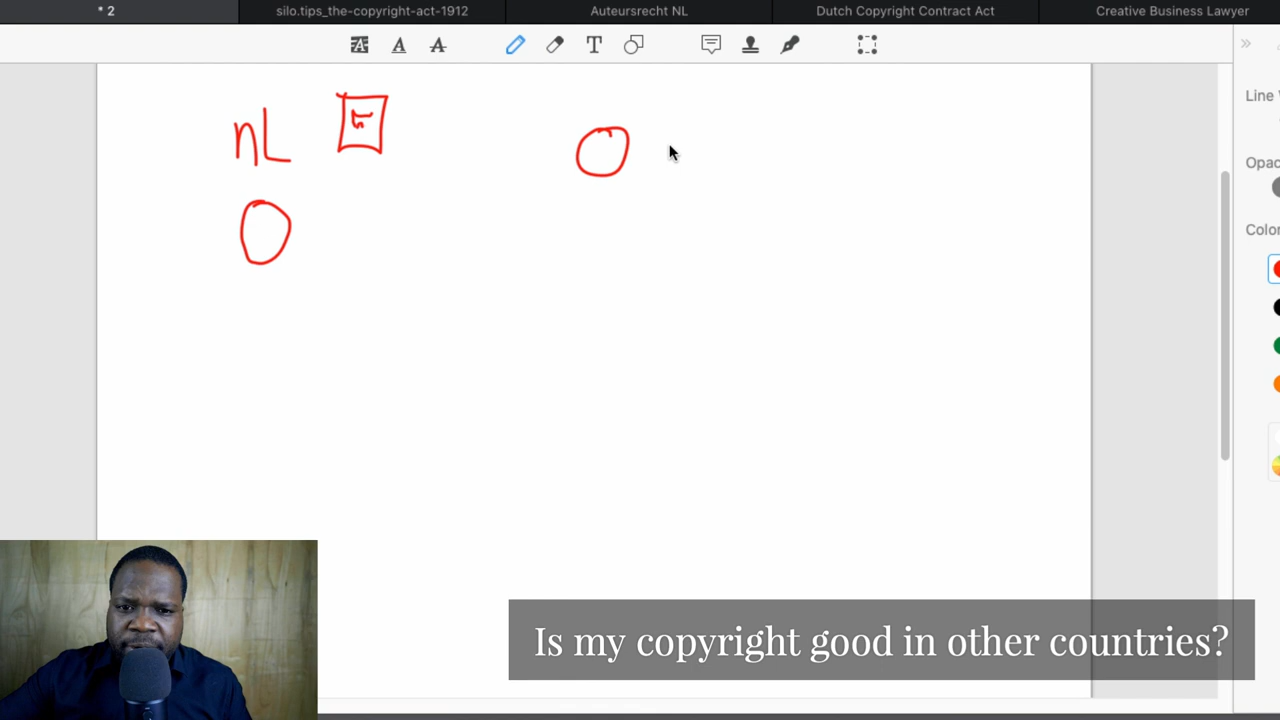 * 2
silo.tips_the-copyright-act-1912
Auteursrecht NL
Dutch Copyright Contract Act
Creative Business Lawyer
A A A T
Line
Opac
Color
nL
Is my copyright good in other countries?